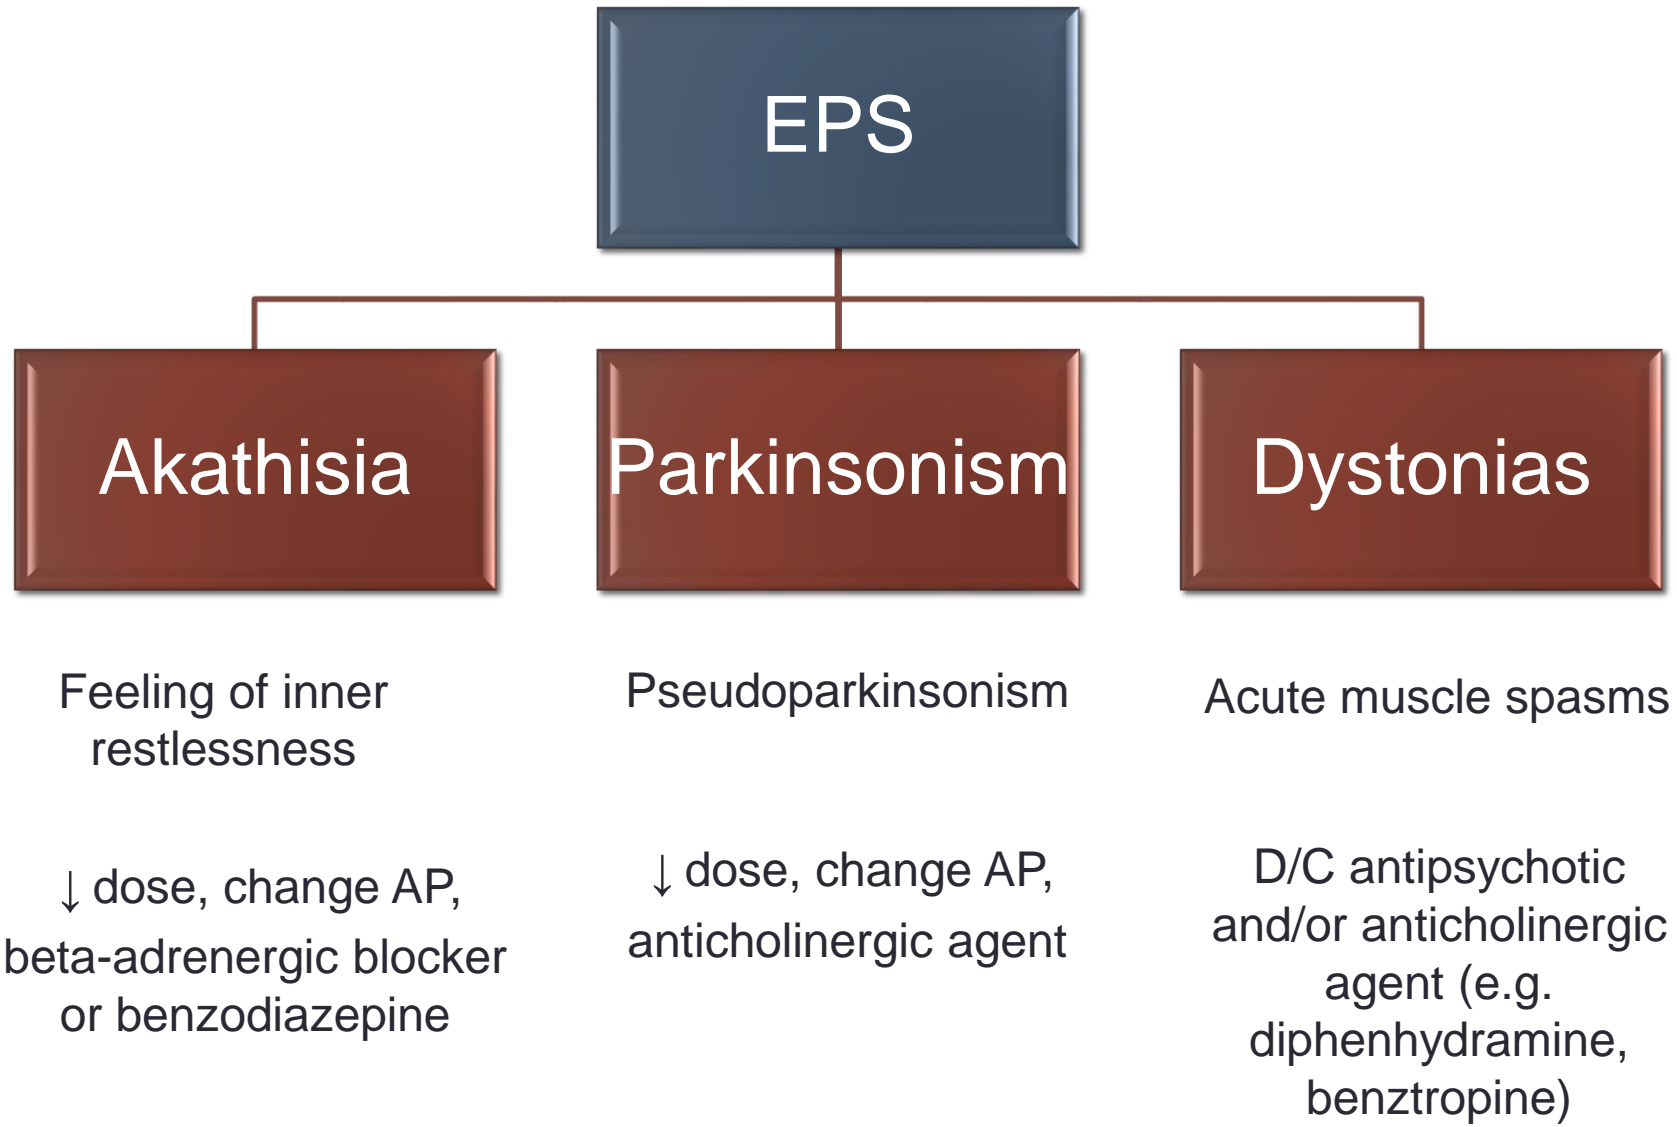 EPS
Akathisia
Parkinsonism
Dystonias
Feeling of inner
restlessness
Pseudoparkinsonism
Acute muscle spasms
↓ dose, change AP,
beta-adrenergic blocker
or benzodiazepine
↓ dose, change AP,
anticholinergic agent
D/C antipsychotic
and/or anticholinergic
agent (e.g.
diphenhydramine,
benztropine)